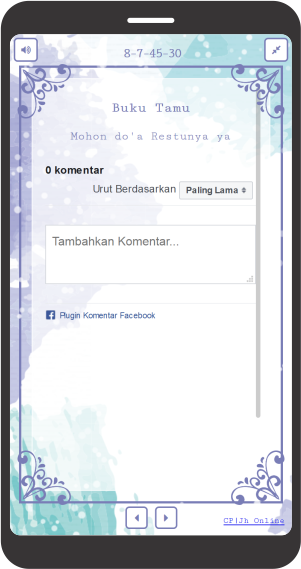 8-7-45-30
Buku Tamu
Mohon do'a Restunya ya
0 komentar
Urut Berdasarkan Paling Lama
Tambahkan Komentar...
Plugin Komentar Facebook
CP|Jh Online